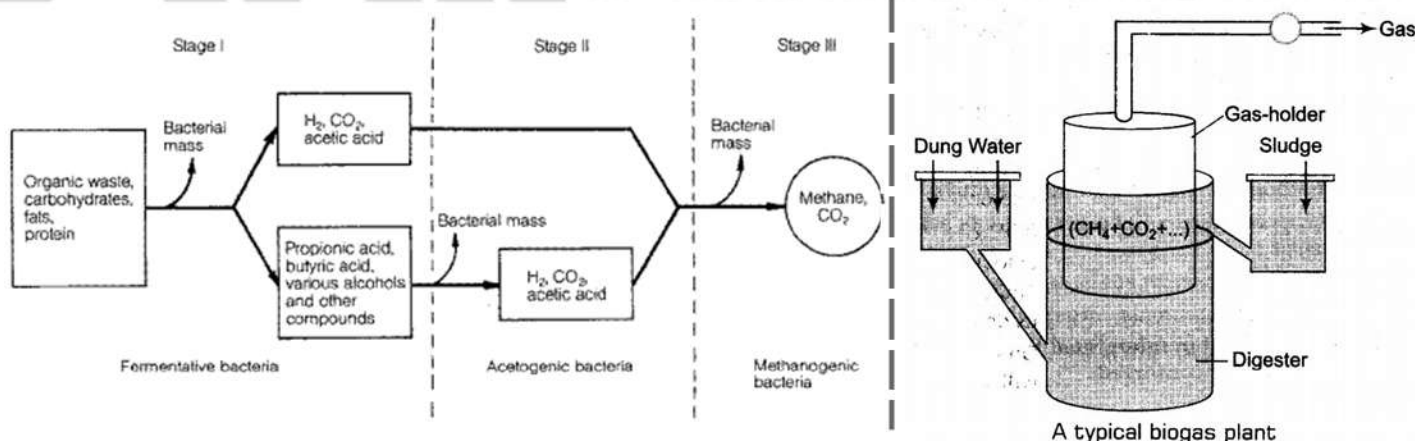 Stage I
Stage II
Stage III
Organic waste,
carbohydrates,
fats,
protein
Bacterial
mass
H₂, CO₂,
acetic acid
Propionic acid,
butyric acid,
various alcohols
and other
compounds
Bacterial mass
H₂, CO₂,
acetic acid
Bacterial
mass
Methane,
CO₂
Fermentative bacteria
Acetogenic bacteria
Methanogenic
bacteria
Gas
Gas-holder
Dung Water
Sludge
(CH₄+CO₂+...)
Digester
A typical biogas plant